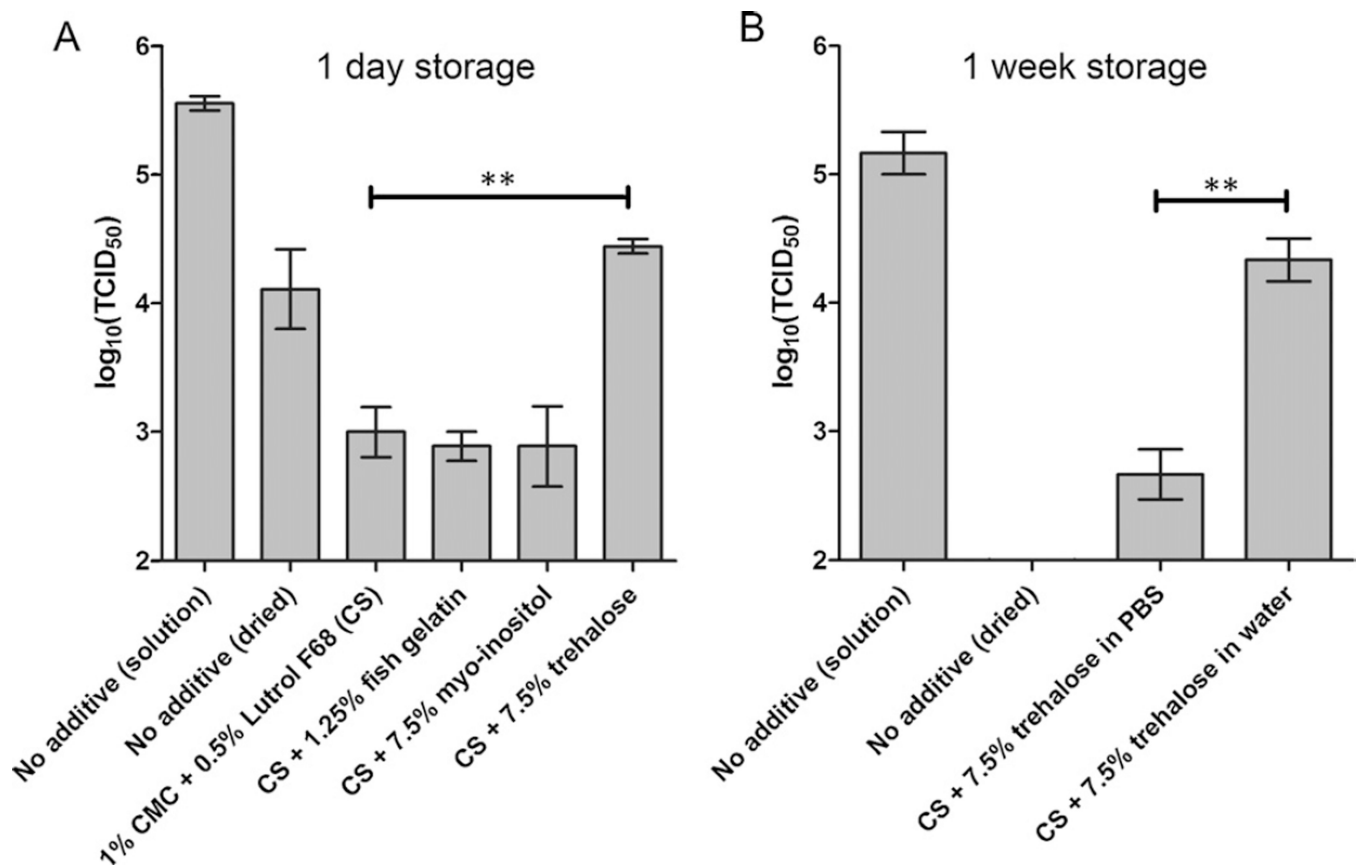 A
1 day storage
6
5
4
3
2
log₁₀(TCID₅₀)
**
No additive (solution)
No additive (dried)
1% CMC + 0.5% Lutrol F68 (CS)
CS + 1.25% fish gelatin
CS + 7.5% myo-inositol
CS + 7.5% trehalose
B
1 week storage
6
5
4
3
2
log₁₀(TCID₅₀)
**
No additive (solution)
No additive (dried)
CS + 7.5% trehalose in PBS
CS + 7.5% trehalose in water